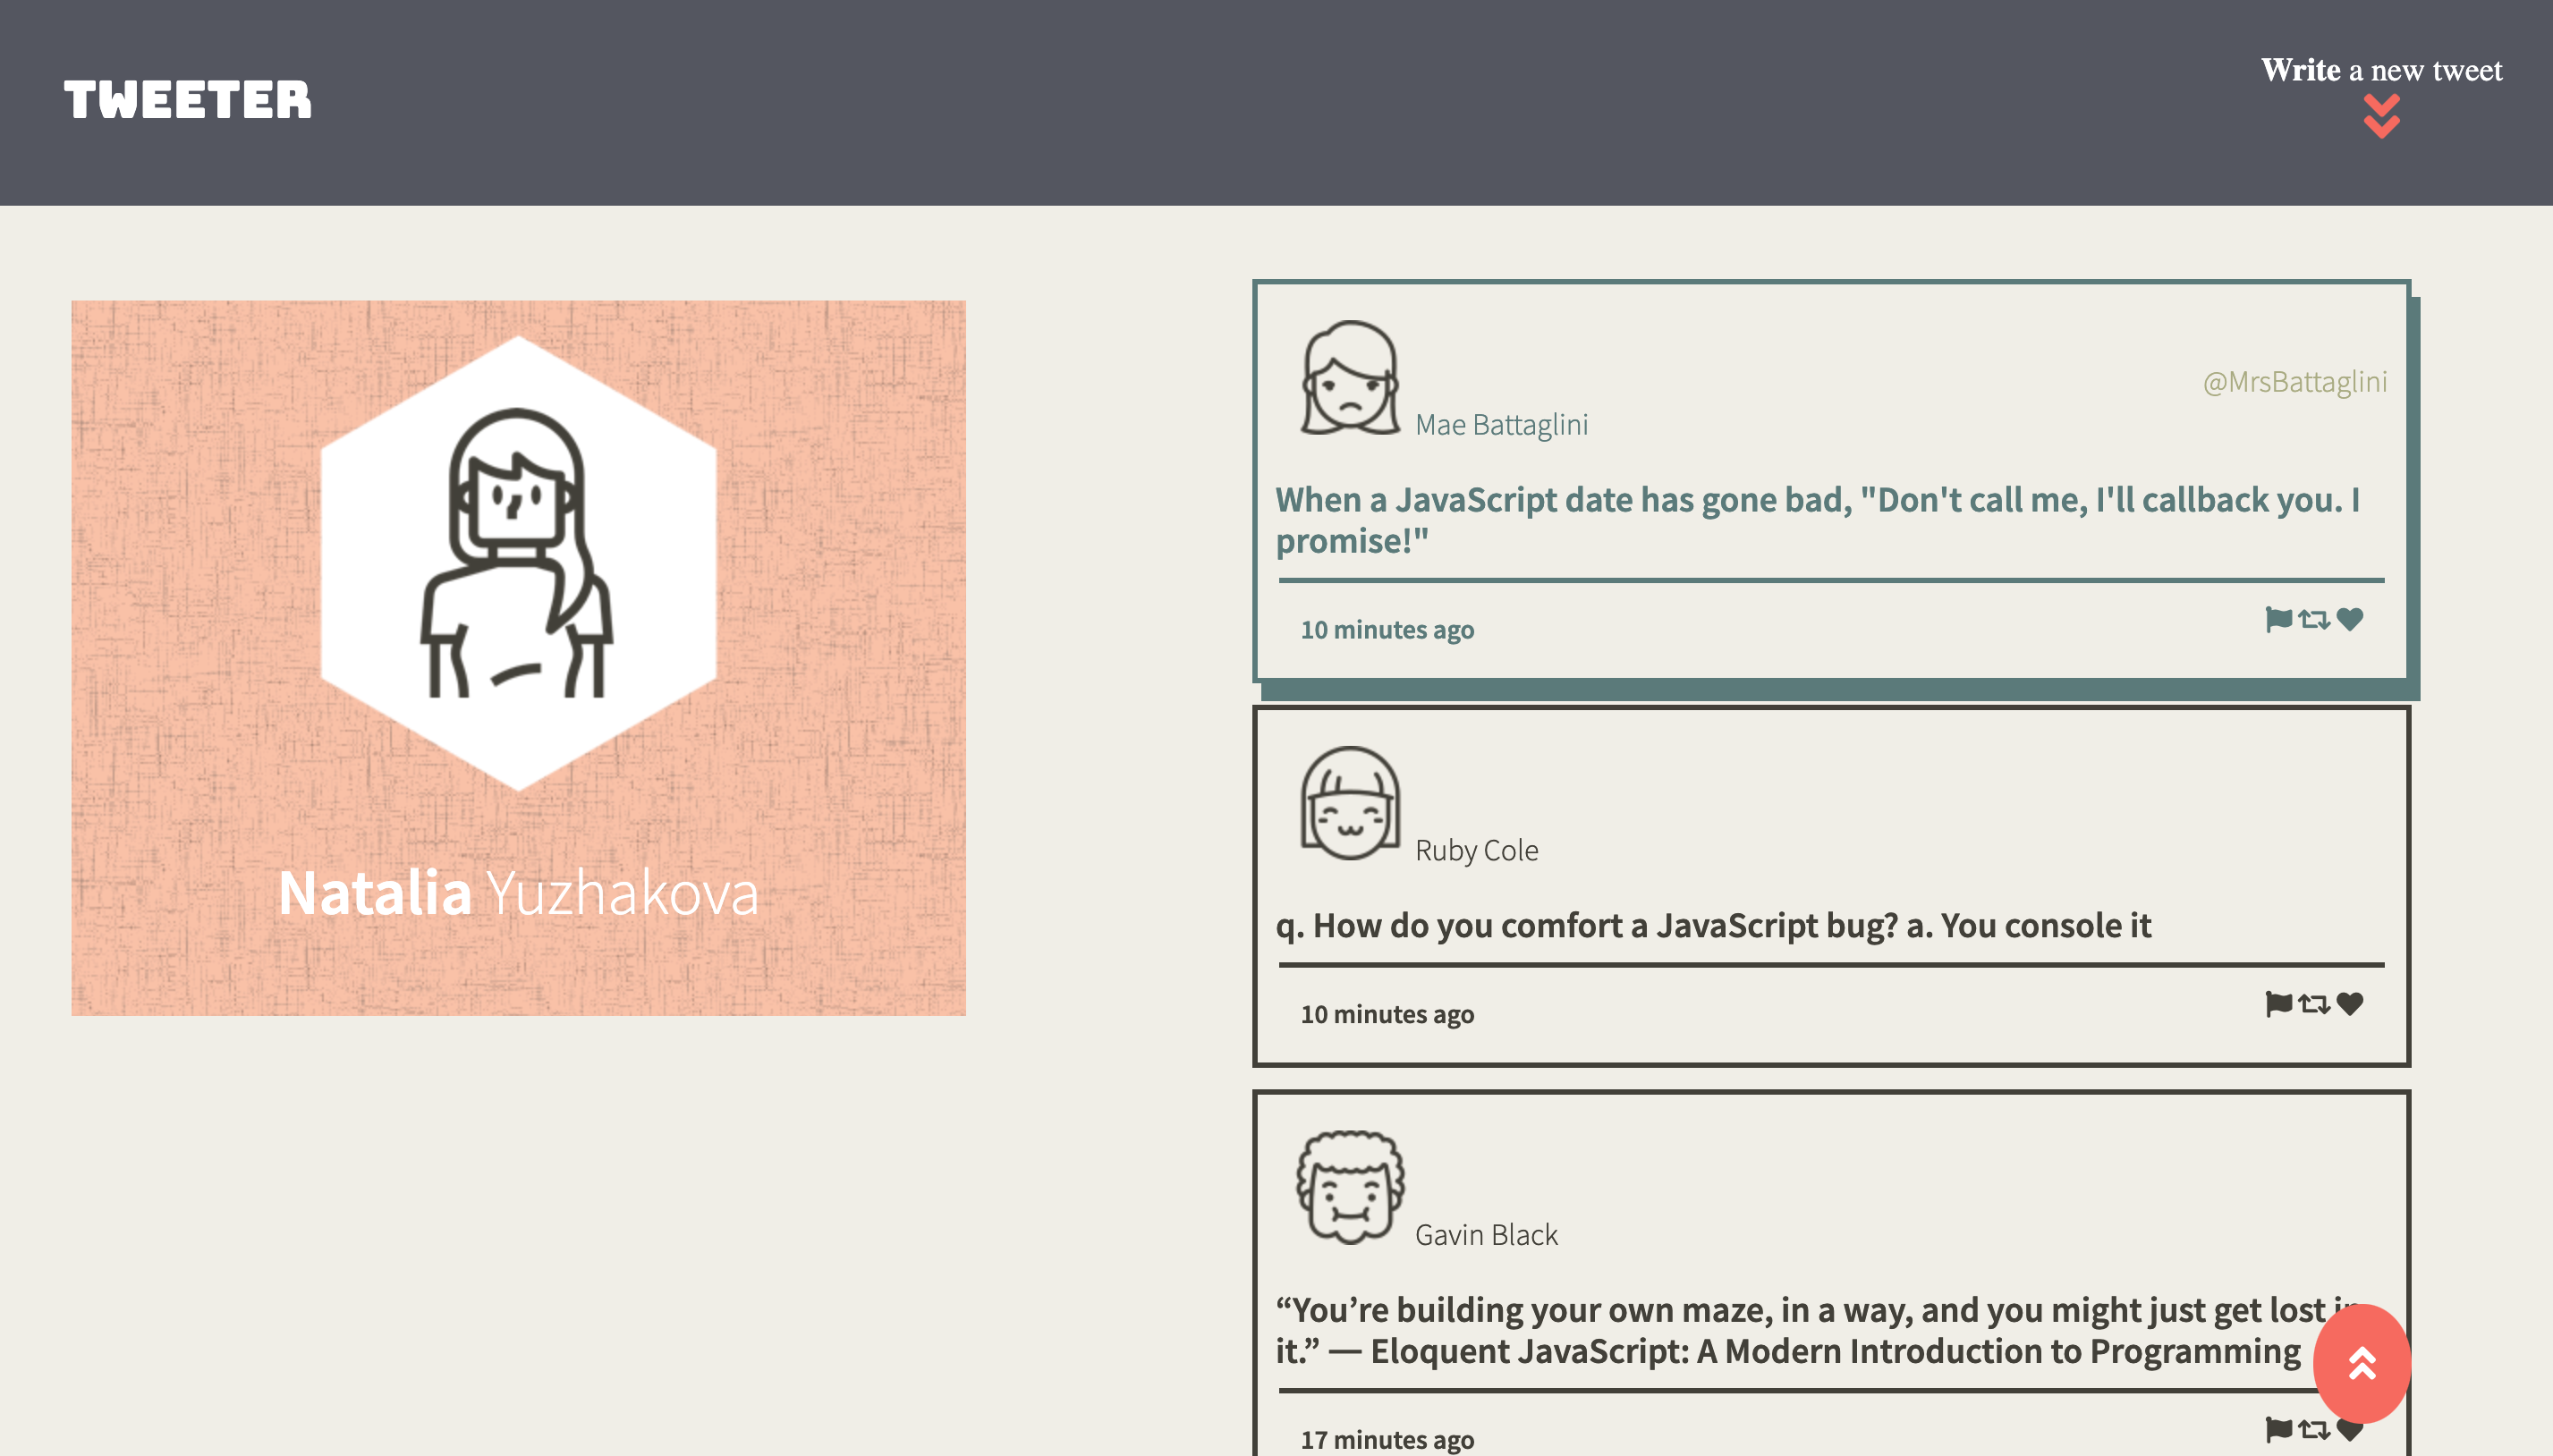 TWEETER
Write a new tweet
Natalia Yuzhakova
@MrsBattaglini
Mae Battaglini
When a JavaScript date has gone bad, "Don't call me, I'll callback you. I
promise!"
10 minutes ago
Ruby Cole
q. How do you comfort a JavaScript bug? a. You console it
10 minutes ago
Gavin Black
“You’re building your own maze, in a way, and you might just get lost in
it.” — Eloquent JavaScript: A Modern Introduction to Programming
17 minutes ago